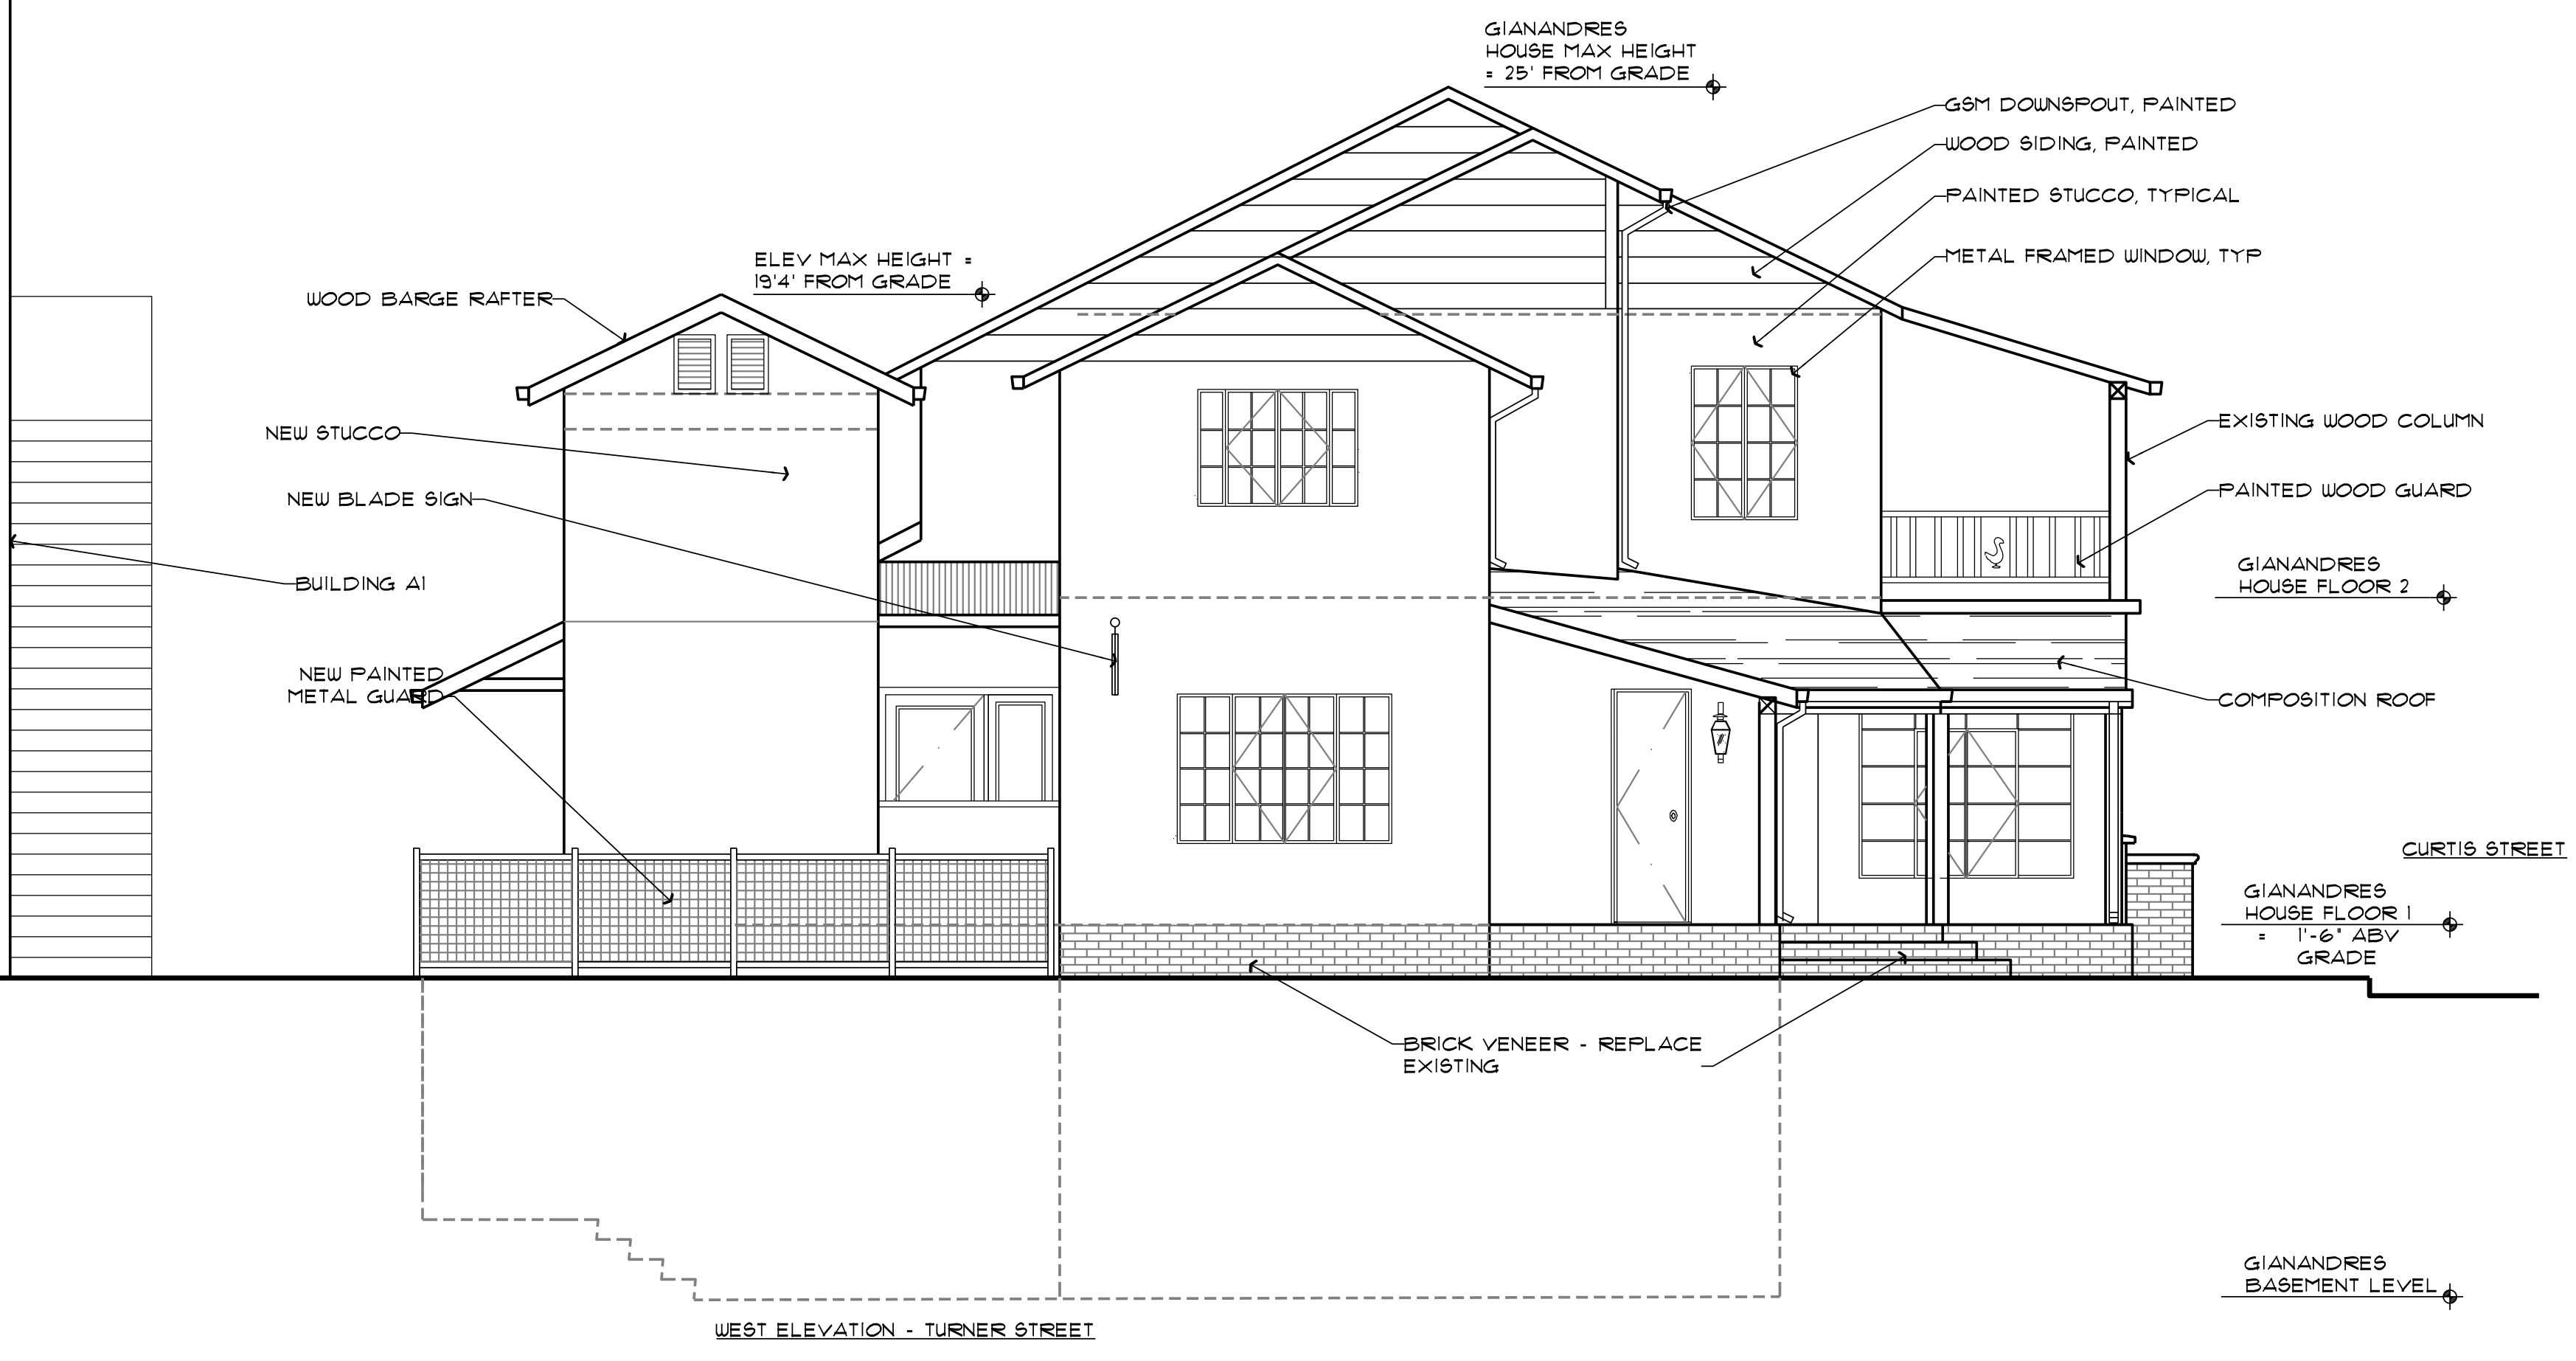 GIANANDRES
HOUSE MAX HEIGHT
= 25' FROM GRADE
GSM DOWNSPOUT, PAINTED
WOOD SIDING, PAINTED
PAINTED STUCCO, TYPICAL
METAL FRAMED WINDOW, TYP
ELEV MAX HEIGHT =
19'4' FROM GRADE
WOOD BARGE RAFTER
NEW STUCCO
NEW BLADE SIGN
BUILDING A1
NEW PAINTED
METAL GUARD
EXISTING WOOD COLUMN
PAINTED WOOD GUARD
GIANANDRES
HOUSE FLOOR 2
COMPOSITION ROOF
CURTIS STREET
GIANANDRES
HOUSE FLOOR 1
= 1'-6" ABV
GRADE
BRICK VENEER - REPLACE
EXISTING
GIANANDRES
BASEMENT LEVEL
WEST ELEVATION - TURNER STREET